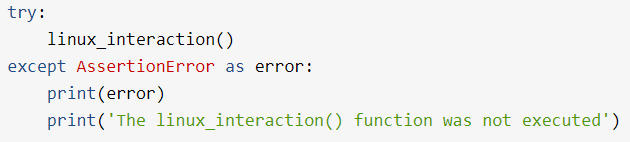 try:
    linux_interaction()
except AssertionError as error:
    print(error)
    print('The linux_interaction() function was not executed')